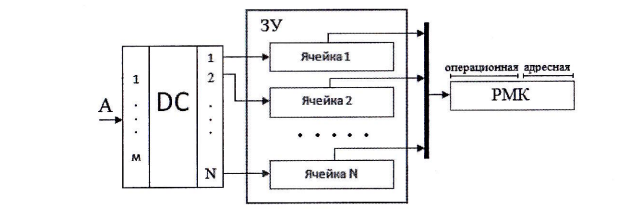 ЗУ
Ячейка 1
Ячейка 2
. . . . .
Ячейка N
A
1
.
.
.
.
м
DC
1
2
.
.
.
N
операционная адресная
РМК